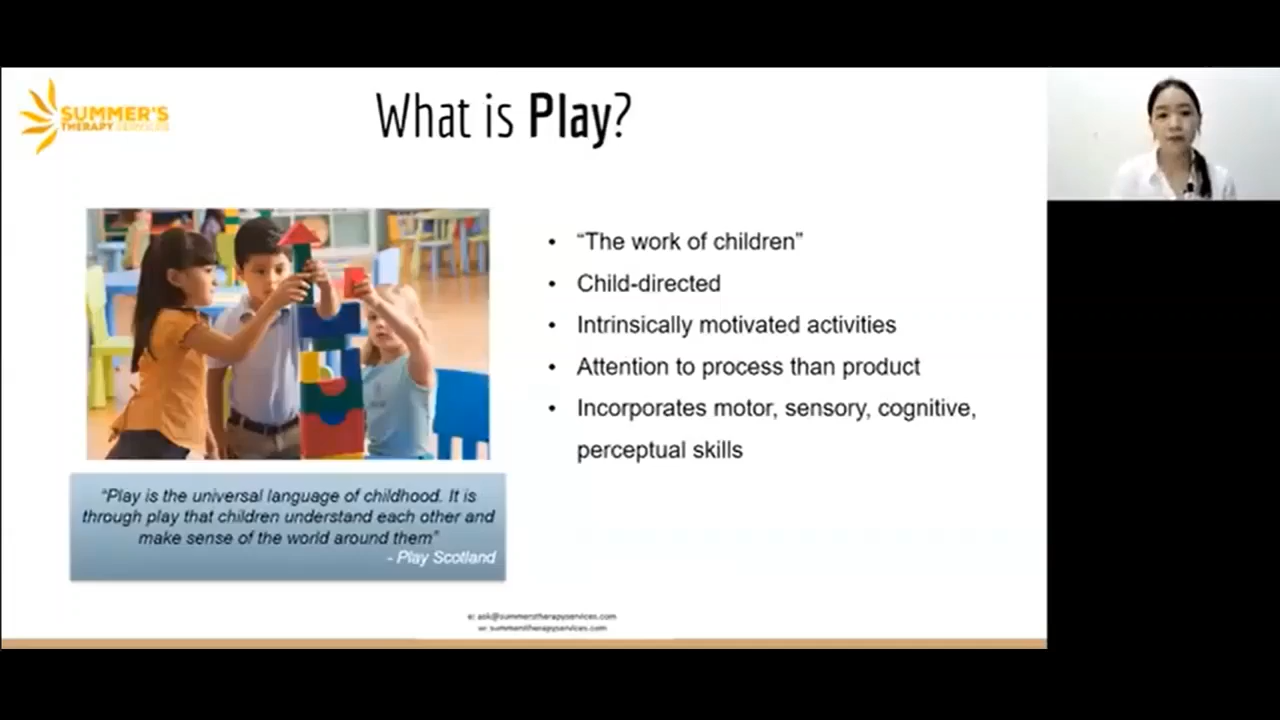 SUMMER'S
THERAPY SERVICES
What is Play?
• “The work of children”
• Child-directed
• Intrinsically motivated activities
• Attention to process than product
• Incorporates motor, sensory, cognitive,
perceptual skills
“Play is the universal language of childhood. It is
through play that children understand each other and
make sense of the world around them”
- Play Scotland
e: ask@summerstherapyservices.com
w: summerstherapyservices.com